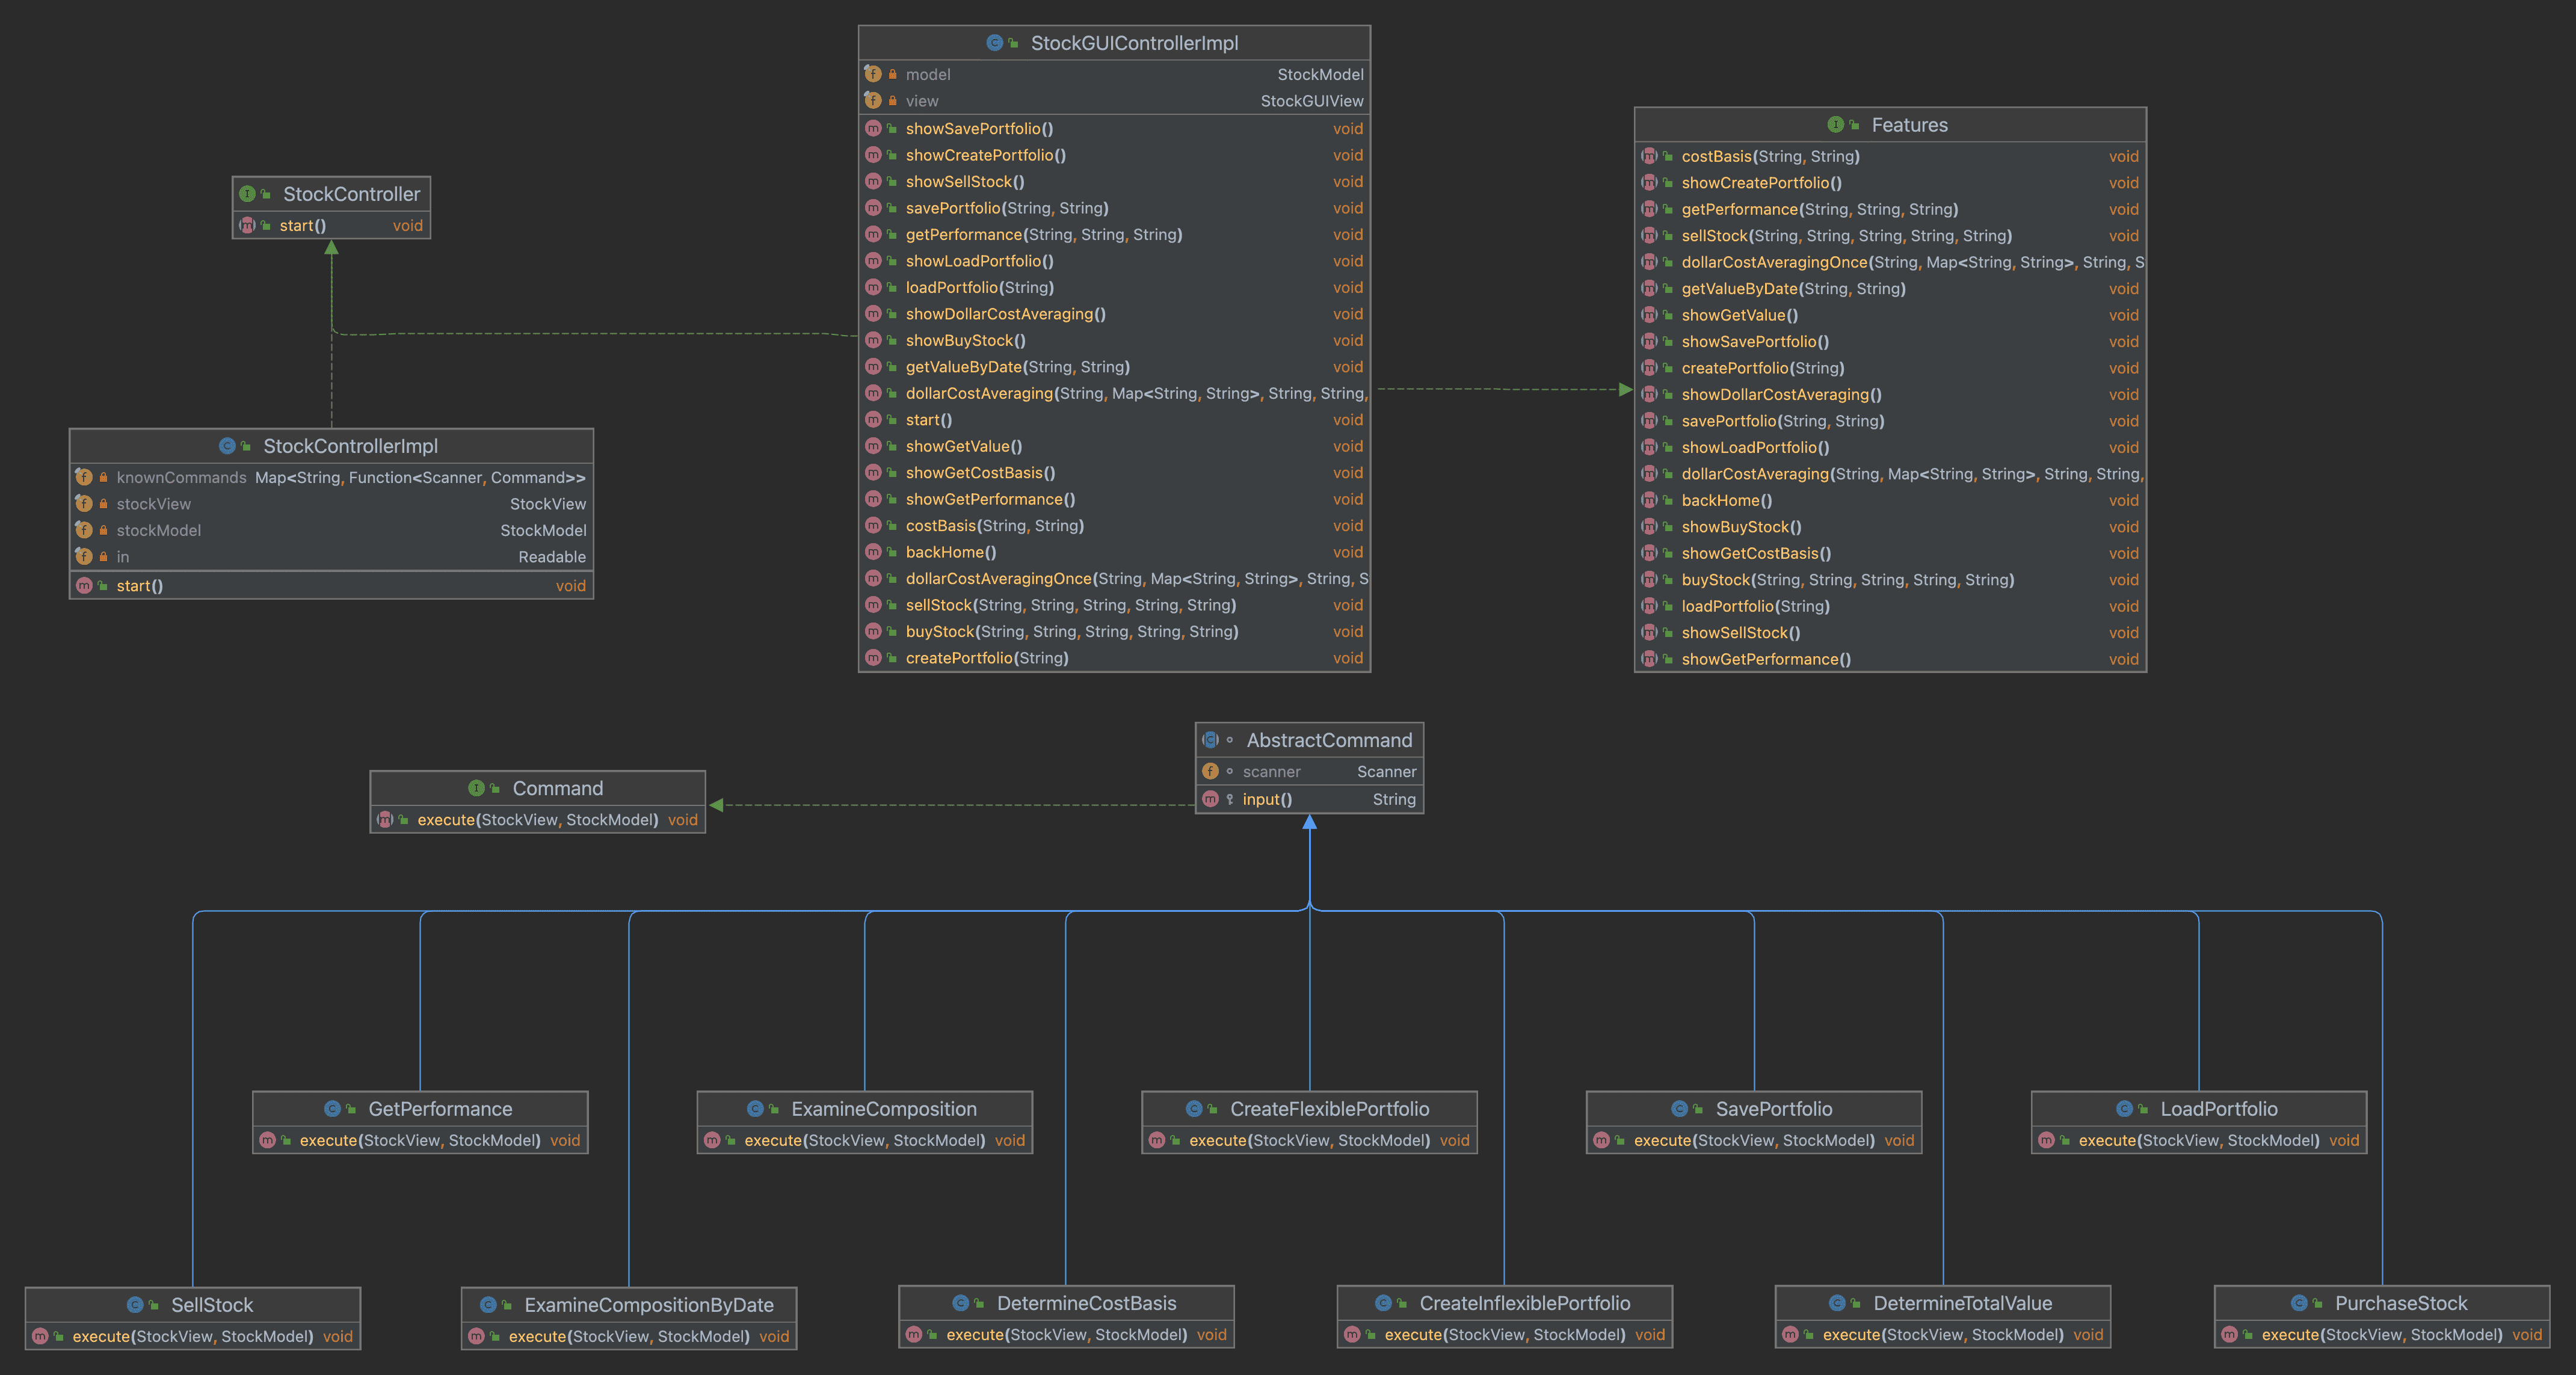 StockGUIControllerImpl
model StockModel
view StockGUIView
showSavePortfolio() void
showCreatePortfolio() void
showSellStock() void
savePortfolio(String, String) void
getPerformance(String, String, String) void
showLoadPortfolio() void
loadPortfolio(String) void
showDollarCostAveraging() void
showBuyStock() void
getValueByDate(String, String) void
dollarCostAveraging(String, Map<String, String>, String, String,
start() void
showGetValue() void
showGetCostBasis() void
showGetPerformance() void
costBasis(String, String) void
backHome() void
dollarCostAveragingOnce(String, Map<String, String>, String, S
sellStock(String, String, String, String, String) void
buyStock(String, String, String, String, String) void
createPortfolio(String) void
Features
costBasis(String, String) void
showCreatePortfolio() void
getPerformance(String, String, String) void
sellStock(String, String, String, String, String) void
dollarCostAveragingOnce(String, Map<String, String>, String, S
getValueByDate(String, String) void
showGetValue() void
showSavePortfolio() void
createPortfolio(String) void
showDollarCostAveraging() void
savePortfolio(String, String) void
showLoadPortfolio() void
dollarCostAveraging(String, Map<String, String>, String, String,
backHome() void
showBuyStock() void
showGetCostBasis() void
buyStock(String, String, String, String, String) void
loadPortfolio(String) void
showSellStock() void
showGetPerformance() void
StockController
start() void
StockControllerImpl
knownCommands Map<String, Function<Scanner, Command>>
stockView StockView
stockModel StockModel
in Readable
start() void
AbstractCommand
scanner Scanner
input() String
Command
execute(StockView, StockModel) void
GetPerformance
execute(StockView, StockModel) void
ExamineComposition
execute(StockView, StockModel) void
CreateFlexiblePortfolio
execute(StockView, StockModel) void
SavePortfolio
execute(StockView, StockModel) void
LoadPortfolio
execute(StockView, StockModel) void
SellStock
execute(StockView, StockModel) void
ExamineCompositionByDate
execute(StockView, StockModel) void
DetermineCostBasis
execute(StockView, StockModel) void
CreateInflexiblePortfolio
execute(StockView, StockModel) void
DetermineTotalValue
execute(StockView, StockModel) void
PurchaseStock
execute(StockView, StockModel) void